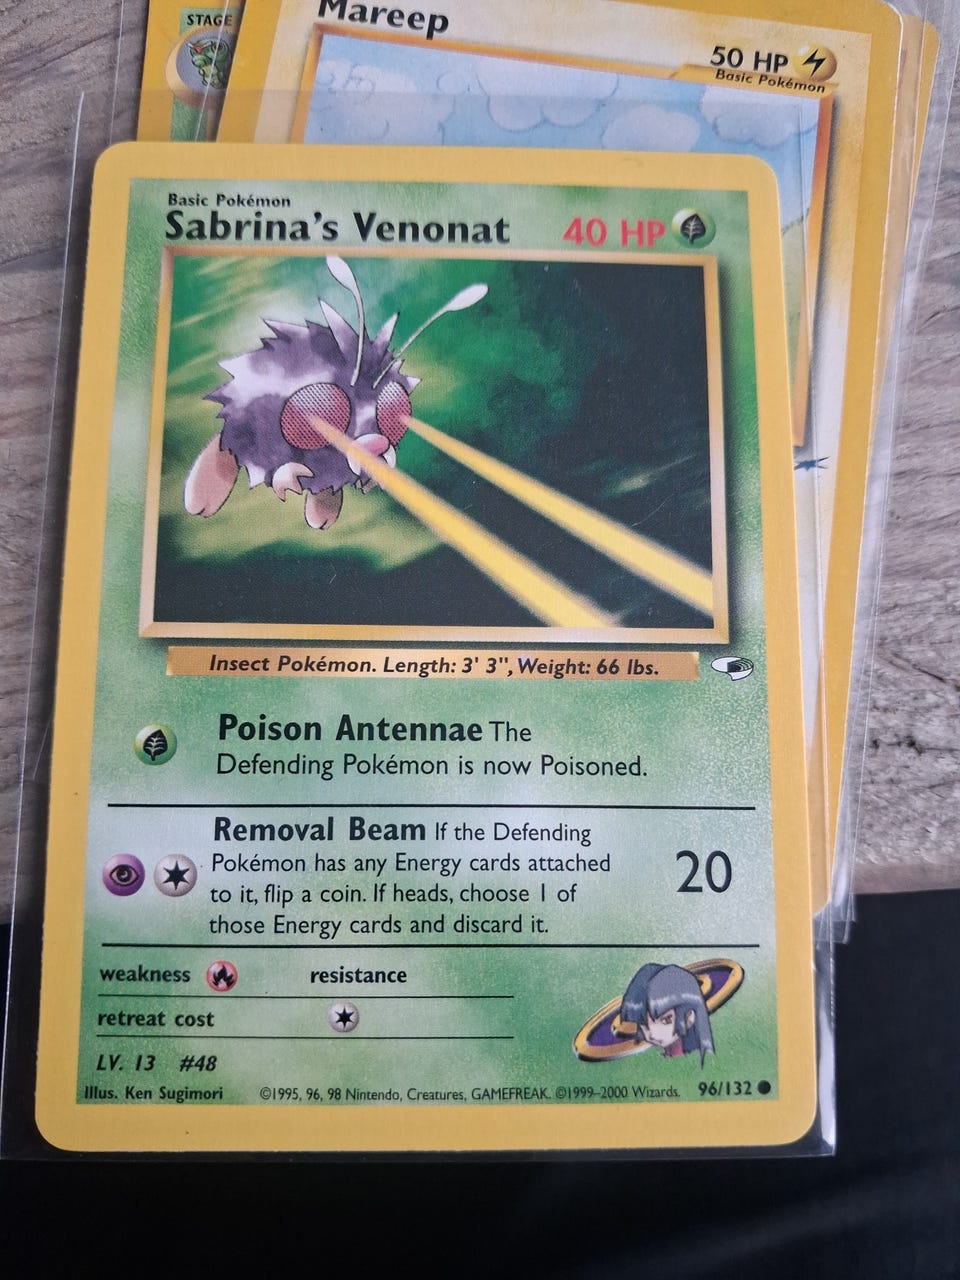 STAGE
Mareep
50 HP
Basic Pokémon
Basic Pokémon
Sabrina's Venonat 40 HP
Insect Pokémon. Length: 3' 3", Weight: 66 lbs.
Poison Antennae The
Defending Pokémon is now Poisoned.
Removal Beam If the Defending
Pokémon has any Energy cards attached
to it, flip a coin. If heads, choose 1 of
those Energy cards and discard it.
20
weakness resistance
retreat cost
LV. 13 #48
Illus. Ken Sugimori ©1995, 96, 98 Nintendo, Creatures, GAMEFREAK. ©1999–2000 Wizards. 96/132